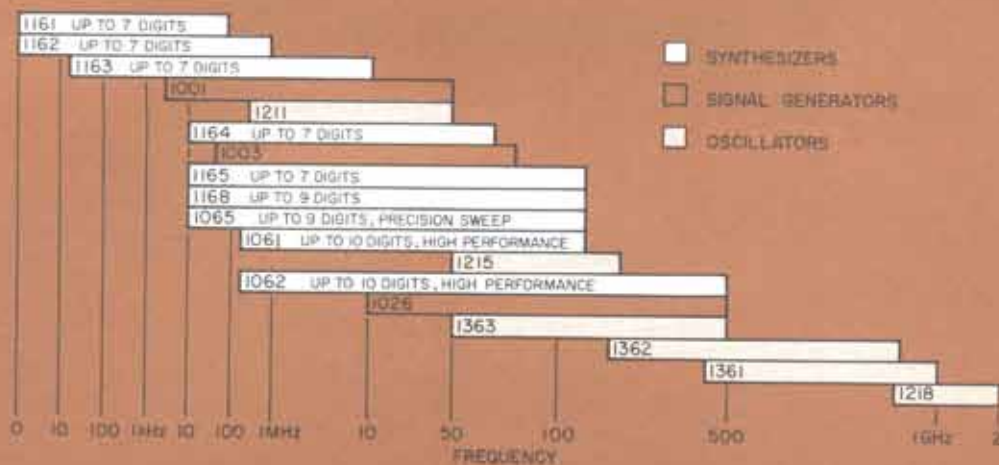 1161 UP TO 7 DIGITS
1162 UP TO 7 DIGITS
1163 UP TO 7 DIGITS
1001
1211
1164 UP TO 7 DIGITS
1003
1165 UP TO 7 DIGITS
1168 UP TO 9 DIGITS
1065 UP TO 9 DIGITS, PRECISION SWEEP
1061 UP TO 10 DIGITS, HIGH PERFORMANCE
1215
1062 UP TO 10 DIGITS, HIGH PERFORMANCE
1026
1363
1362
1361
1218
SYNTHESIZERS
SIGNAL GENERATORS
OSCILLATORS
0 10 100 1kHz 10 100 1MHz 10 50 100 500 1GHz 2
FREQUENCY